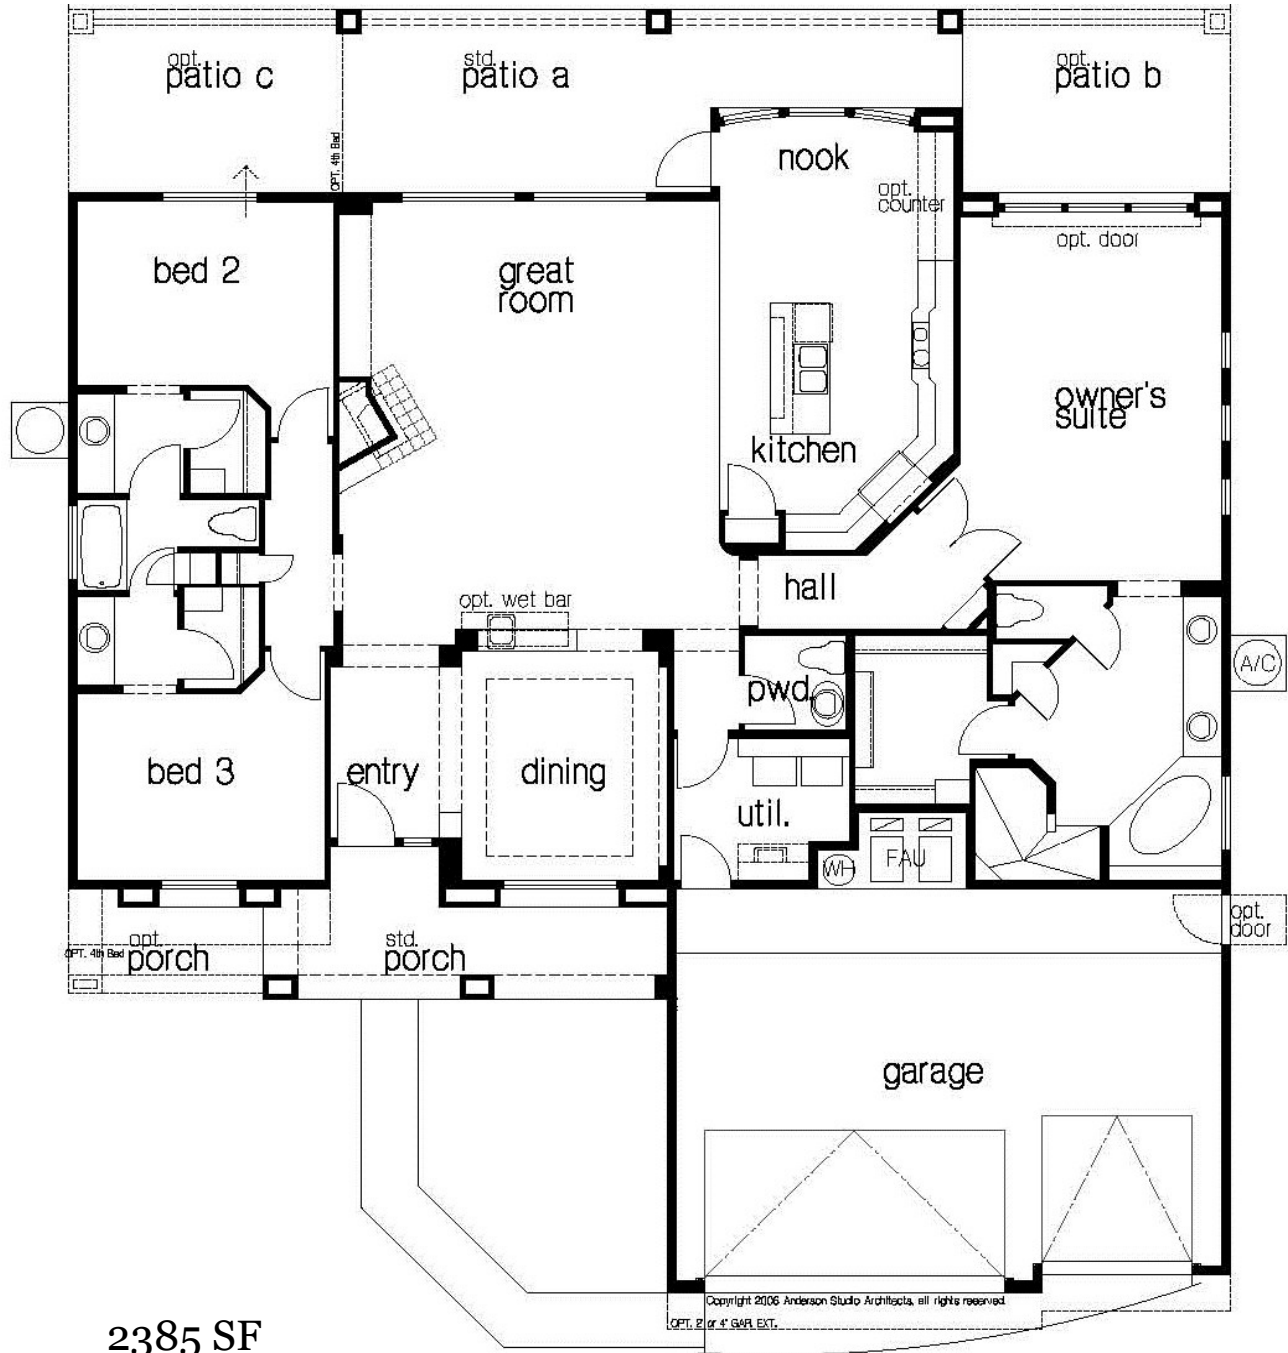 opt.
patio c
std.
patio a
opt.
patio b
OPT. 4th Bed
nook
opt.
counter
opt. door
bed 2
great
room
owner's
suite
kitchen
hall
opt. wet bar
A/C
pwd.
bed 3
entry
dining
util.
WH
FAU
opt.
door
OPT. 4th Bed
opt.
porch
std.
porch
garage
Copyright 2006 Anderson Studio Architects, all rights reserved.
OPT. 2' or 4' GAR. EXT.
2385 SF